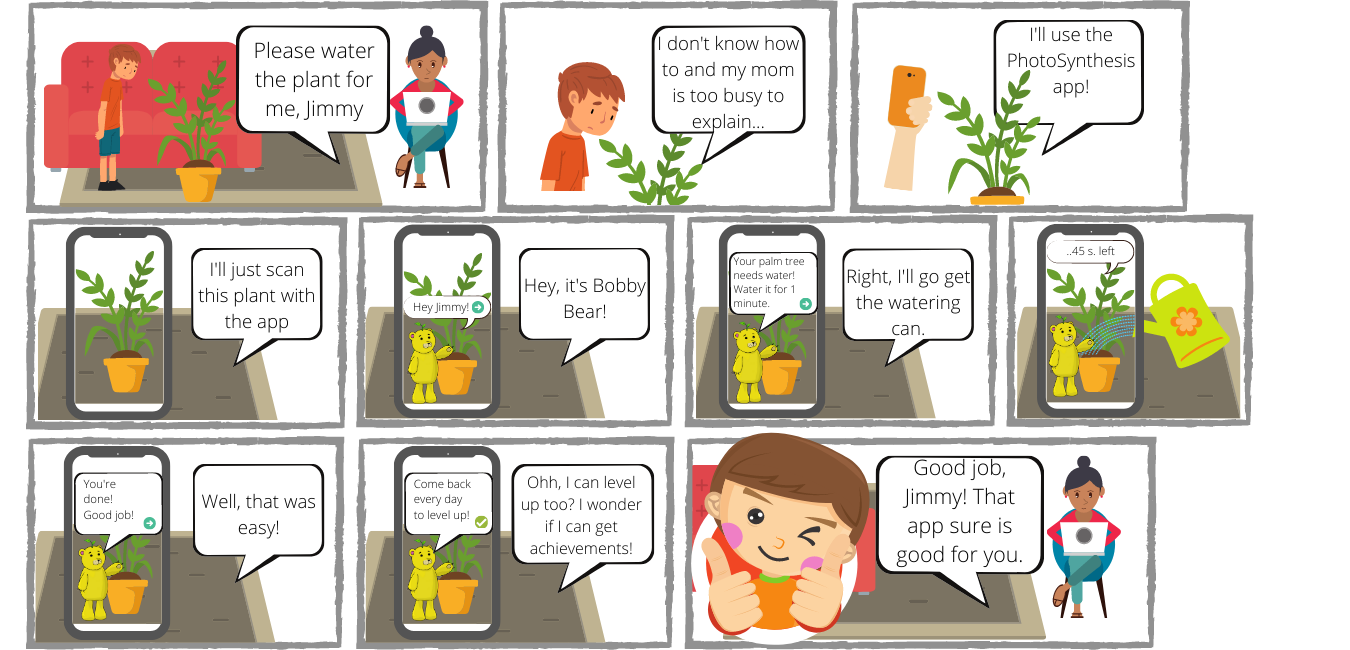 Please water
the plant for
me, Jimmy
I don't know how
to and my mom
is too busy to
explain...
I'll use the
PhotoSynthesis
app!
I'll just scan
this plant with
the app
Hey Jimmy!
Hey, it's Bobby
Bear!
Your palm tree
needs water!
Water it for 1
minute.
Right, I'll go get
the watering
can.
..45 s. left
You're
done!
Good job!
Well, that was
easy!
Come back
every day
to level up!
Ohh, I can level
up too? I wonder
if I can get
achievements!
Good job,
Jimmy! That
app sure is
good for you.